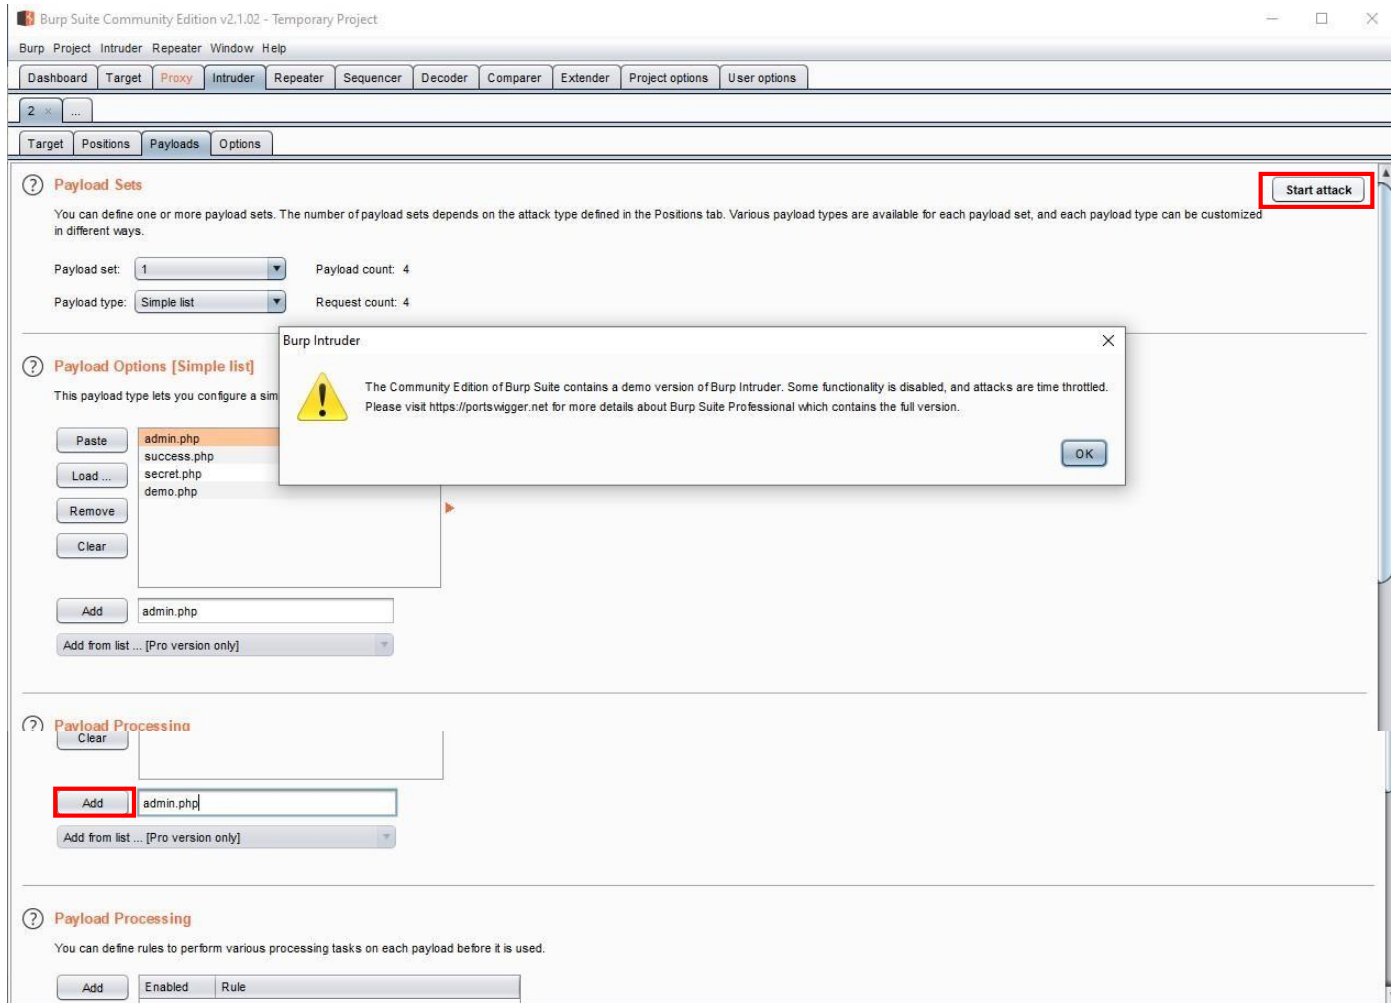 Burp Suite Community Edition v2.1.02 - Temporary Project
Burp Project Intruder Repeater Window Help
Dashboard Target Proxy Intruder Repeater Sequencer Decoder Comparer Extender Project options User options
2 × ...
Target Positions Payloads Options
? Payload Sets
Start attack
You can define one or more payload sets. The number of payload sets depends on the attack type defined in the Positions tab. Various payload types are available for each payload set, and each payload type can be customized
in different ways.
Payload set: 1 Payload count: 4
Payload type: Simple list Request count: 4
Burp Intruder
The Community Edition of Burp Suite contains a demo version of Burp Intruder. Some functionality is disabled, and attacks are time throttled.
Please visit https://portswigger.net for more details about Burp Suite Professional which contains the full version.
OK
? Payload Options [Simple list]
This payload type lets you configure a sim
Paste
Load ...
Remove
Clear
admin.php
success.php
secret.php
demo.php
Add admin.php
Add from list ... [Pro version only]
? Payload Processing
Clear
Add admin.php
Add from list ... [Pro version only]
? Payload Processing
You can define rules to perform various processing tasks on each payload before it is used.
Add Enabled Rule